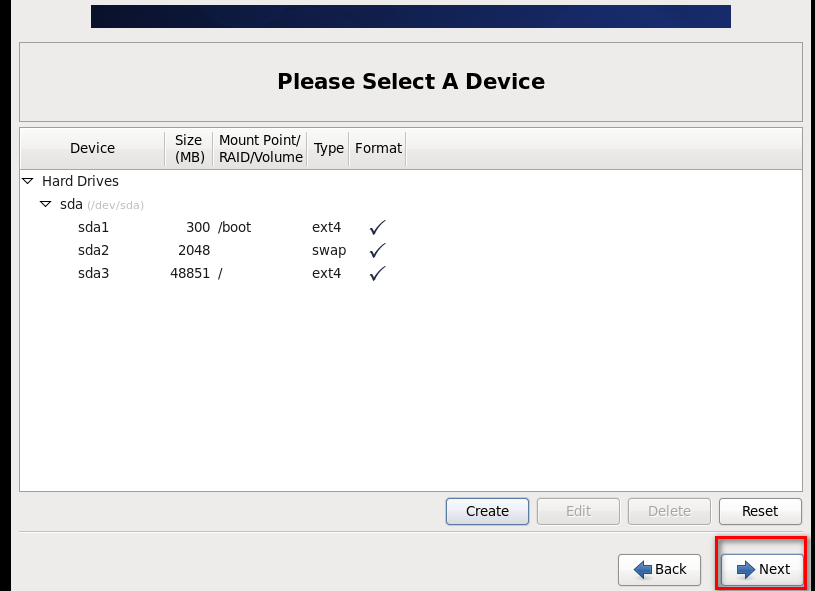 Please Select A Device
Device Size (MB) Mount Point/ RAID/Volume Type Format
Hard Drives
sda (/dev/sda)
sda1 300 /boot ext4 ✓
sda2 2048 swap ✓
sda3 48851 / ext4 ✓
Create Edit Delete Reset
Back Next